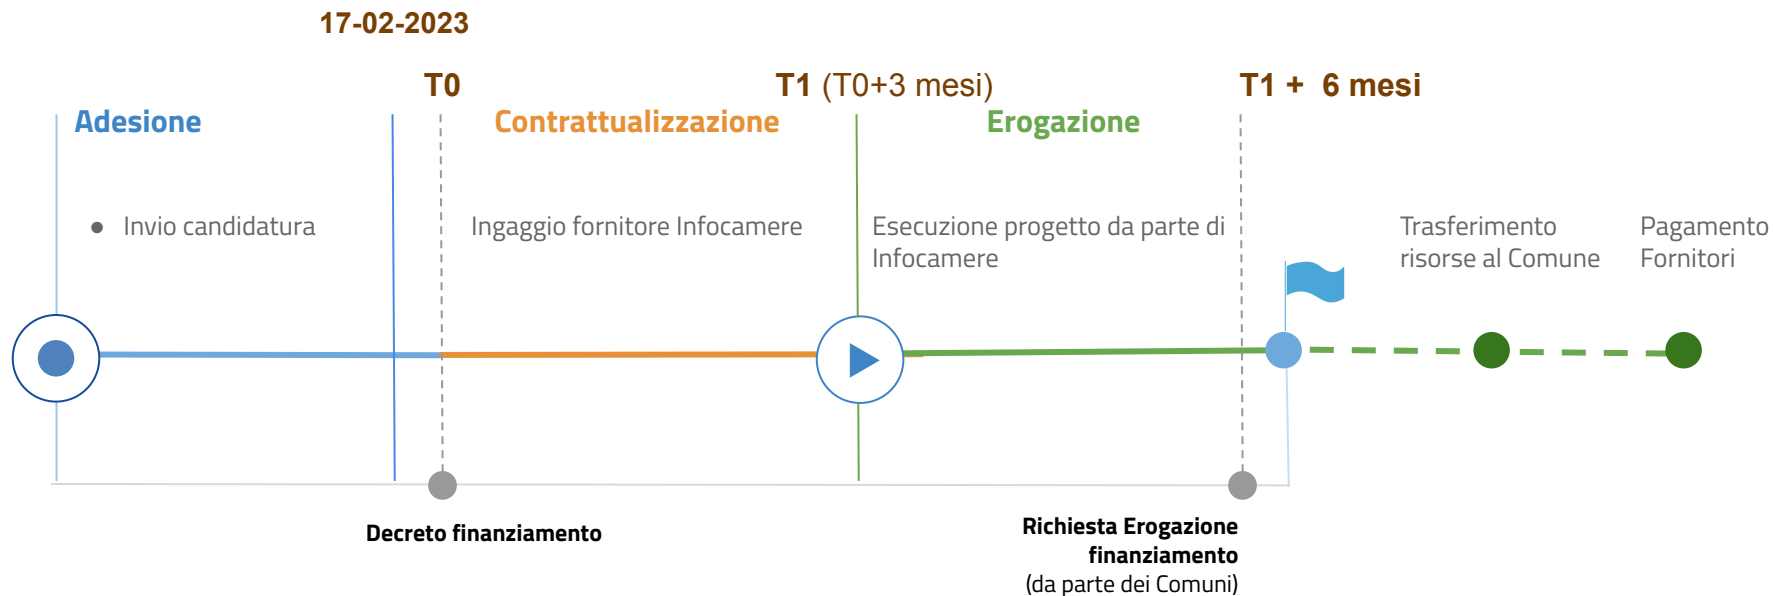 17-02-2023
T0
T1 (T0+3 mesi)
T1 + 6 mesi
Adesione
Contrattualizzazione
Erogazione
● Invio candidatura
Ingaggio fornitore Infocamere
Esecuzione progetto da parte di
Infocamere
Trasferimento
risorse al Comune
Pagamento
Fornitori
Decreto finanziamento
Richiesta Erogazione
finanziamento
(da parte dei Comuni)